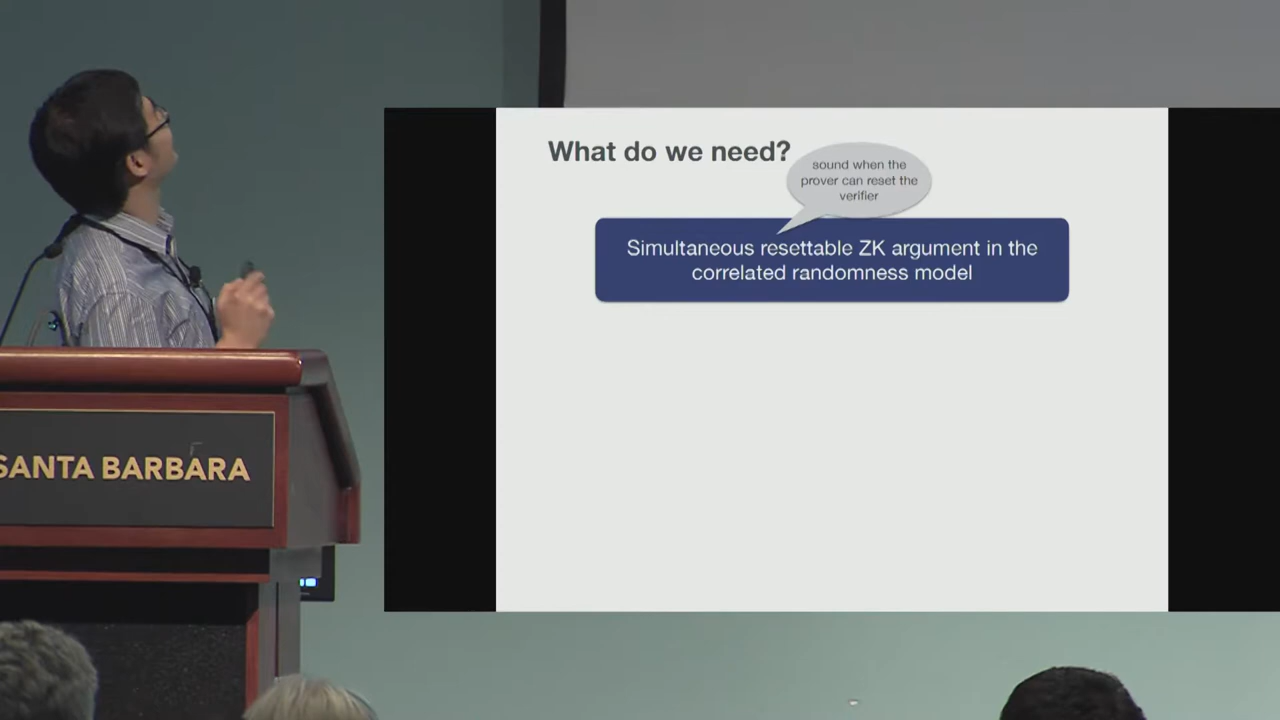 What do we need?
sound when the
prover can reset the
verifier
Simultaneous resettable ZK argument in the
correlated randomness model
SANTA BARBARA